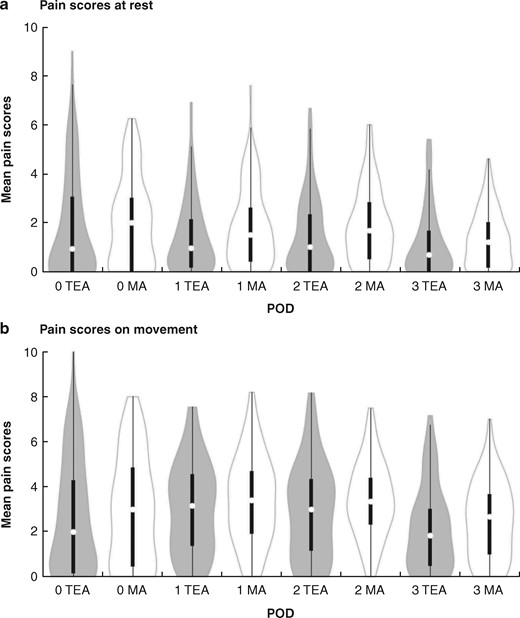 a Pain scores at rest
10
8
6
4
2
0
Mean pain scores
0 TEA 0 MA 1 TEA 1 MA 2 TEA 2 MA 3 TEA 3 MA
POD
b Pain scores on movement
10
8
6
4
2
0
Mean pain scores
0 TEA 0 MA 1 TEA 1 MA 2 TEA 2 MA 3 TEA 3 MA
POD